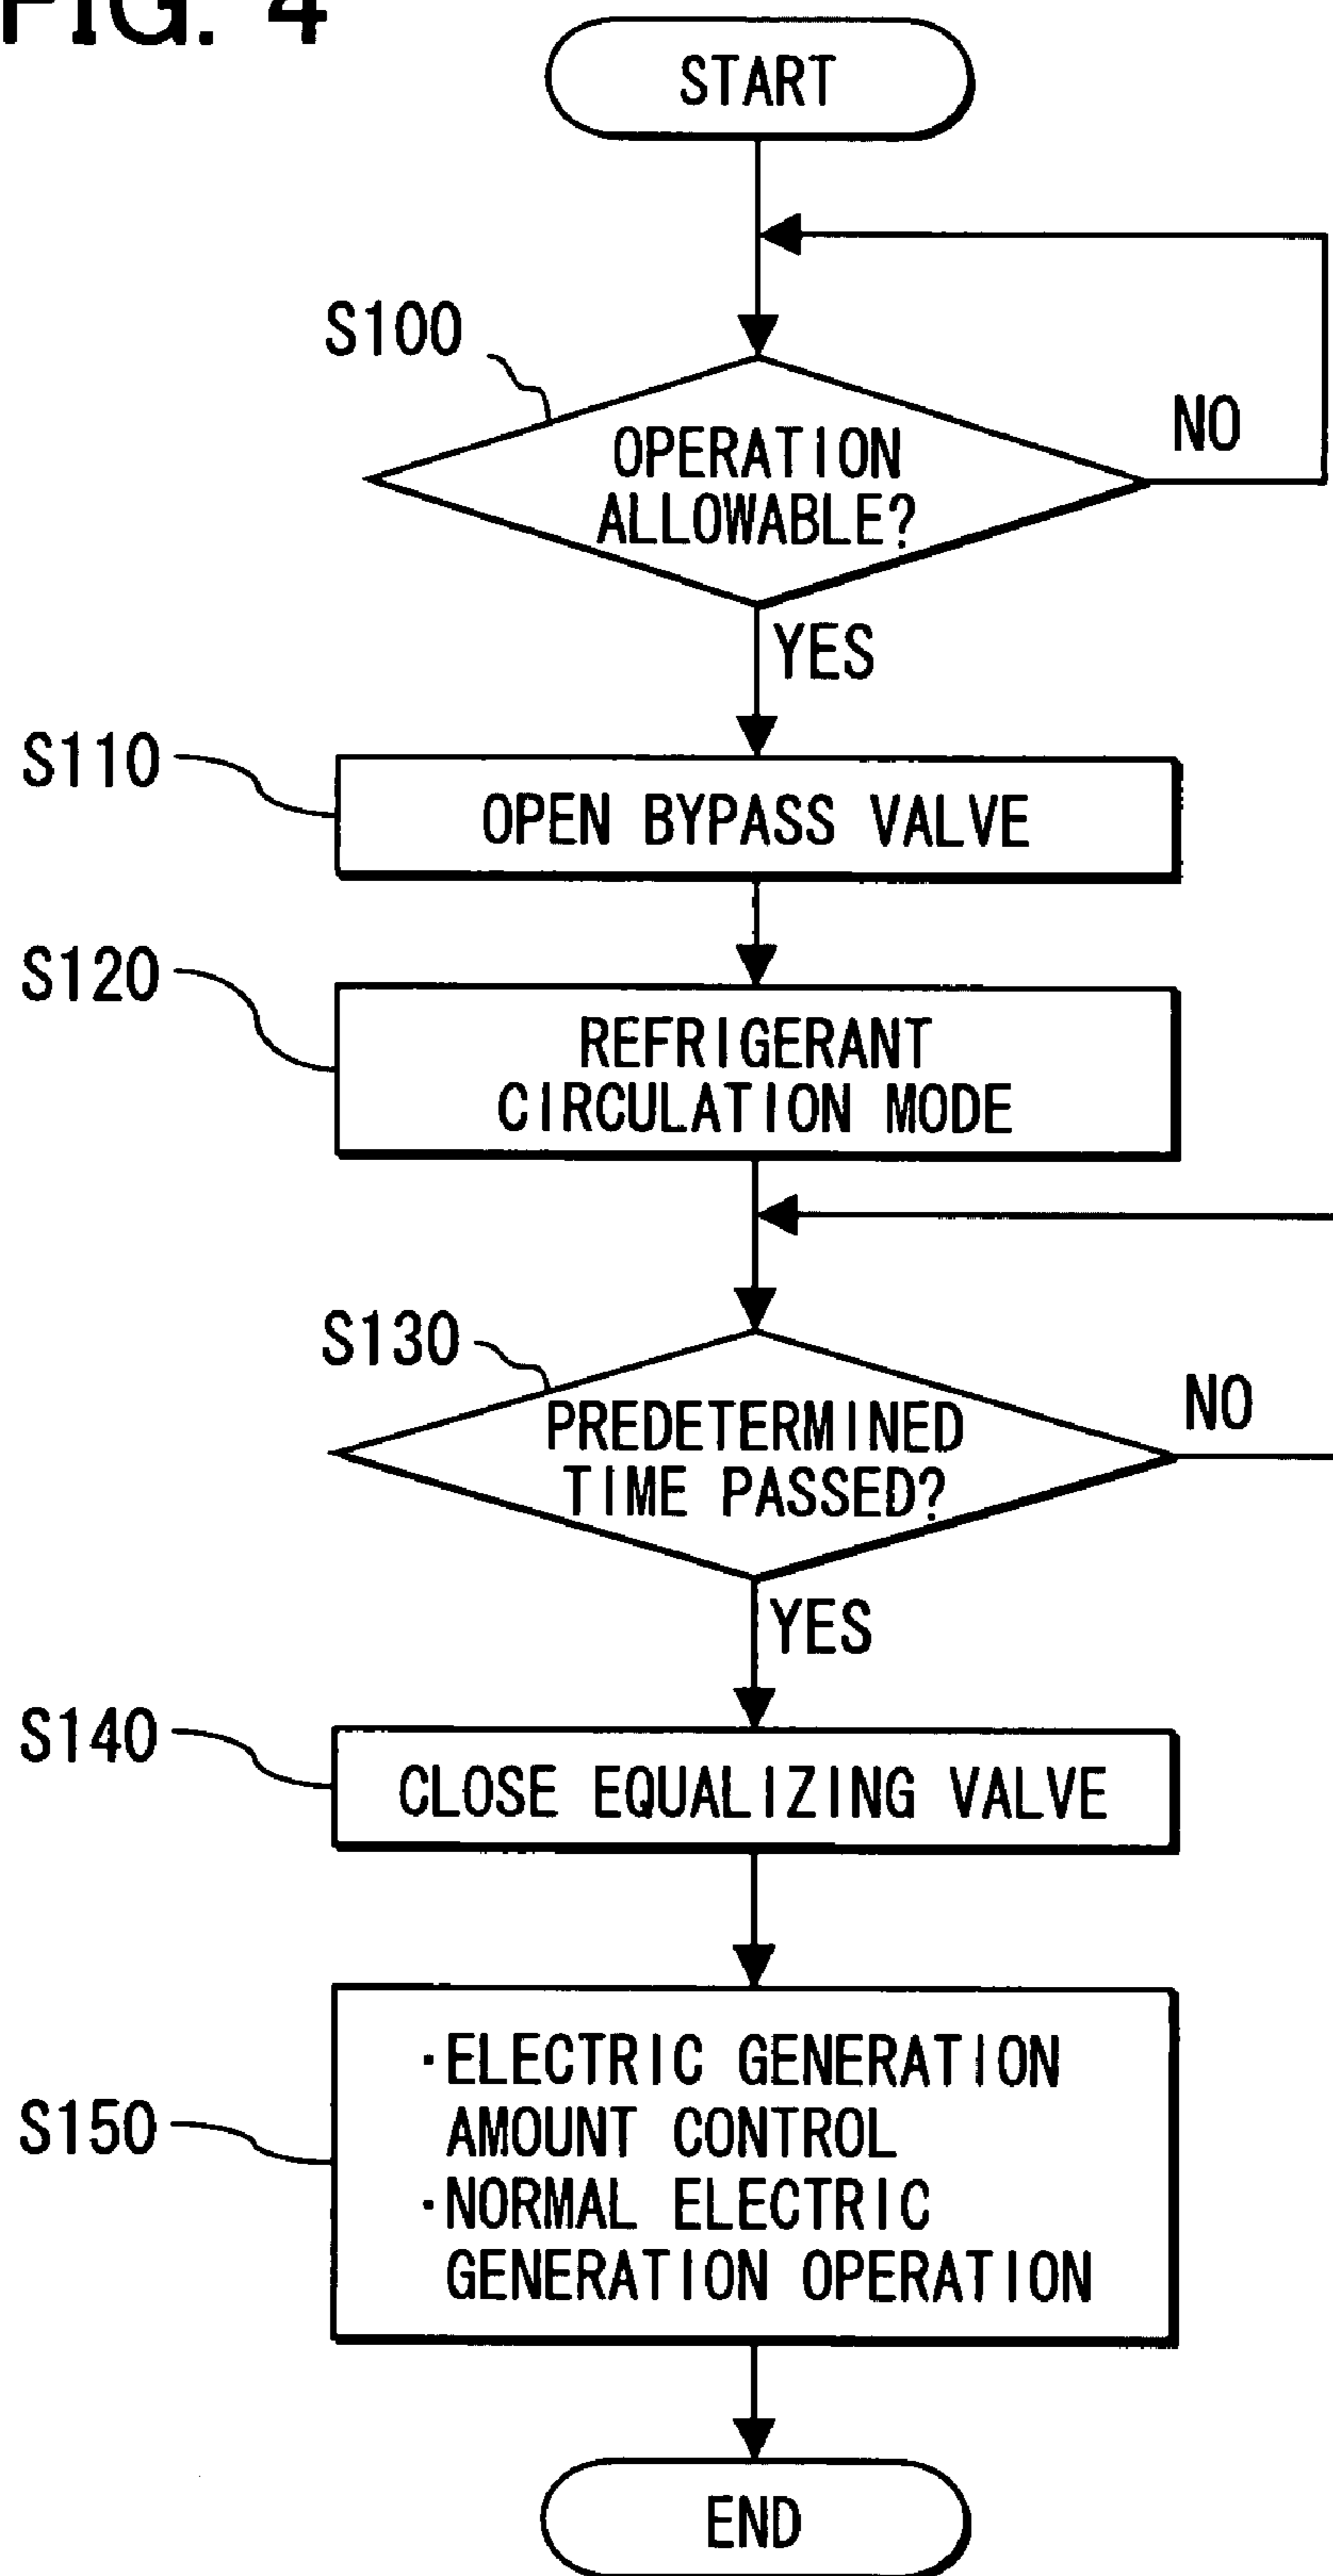 FIG. 4
START
S100
OPERATION
ALLOWABLE?
NO
YES
S110
OPEN BYPASS VALVE
S120
REFRIGERANT
CIRCULATION MODE
S130
PREDETERMINED
TIME PASSED?
NO
YES
S140
CLOSE EQUALIZING VALVE
S150
·ELECTRIC GENERATION
AMOUNT CONTROL
·NORMAL ELECTRIC
GENERATION OPERATION
END